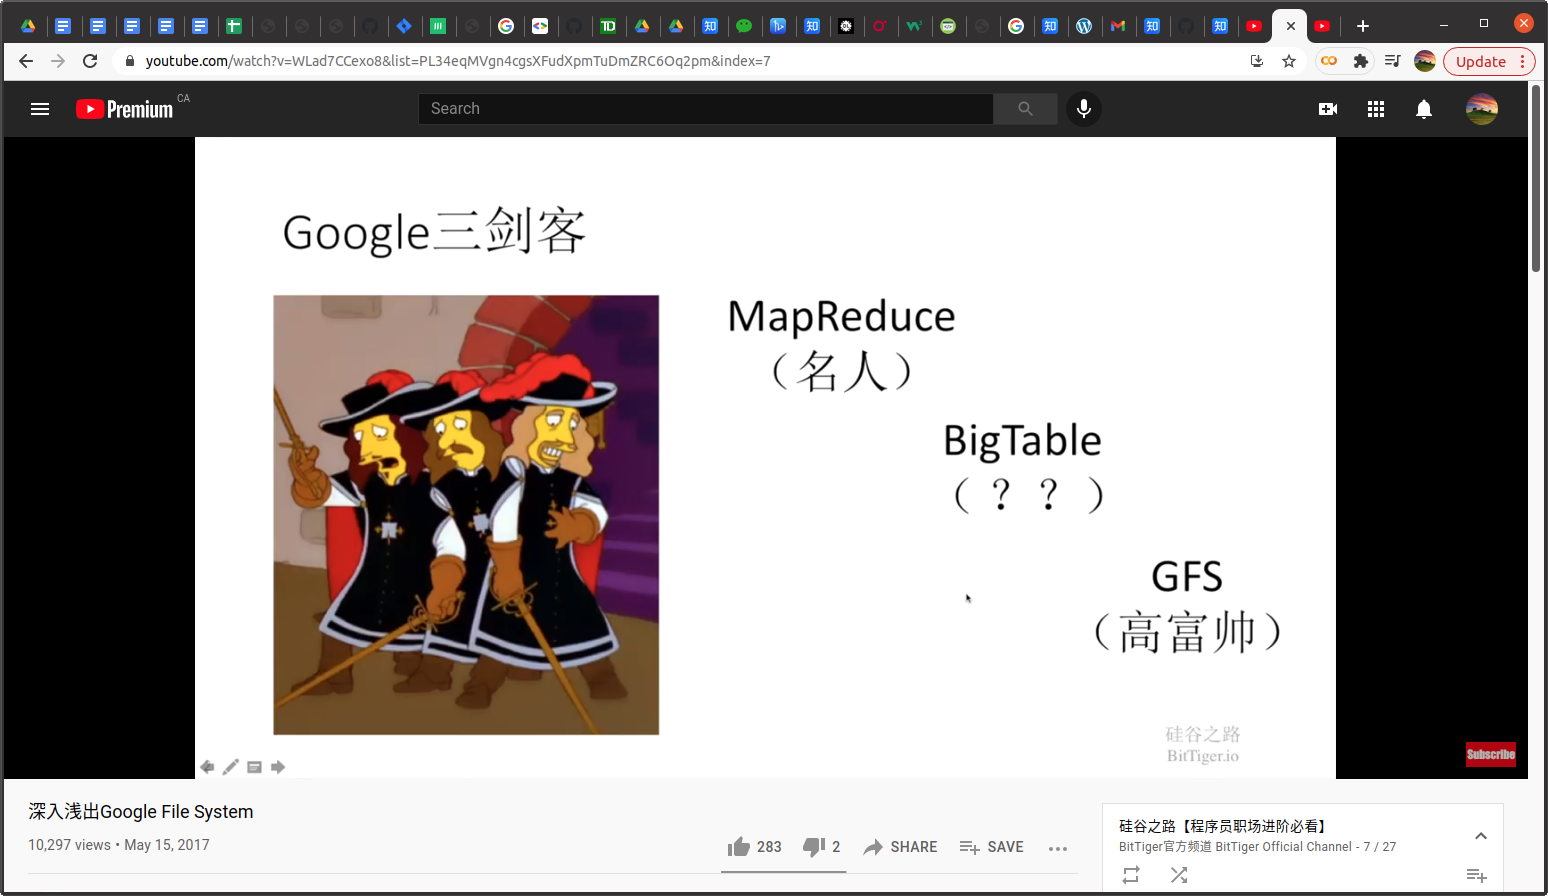 youtube.com/watch?v=WLad7CCexo8&list=PL34eqMVgn4cgsXFudXpmTuDmZRC6Oq2pm&index=7
Update
Premium
CA
Search
Google三剑客
MapReduce
（名人）
BigTable
（？？）
GFS
（高富帅）
硅谷之路
BitTiger.io
Subscribe
深入浅出Google File System
10,297 views • May 15, 2017
283
2
SHARE
SAVE
硅谷之路【程序员职场进阶必看】
BitTiger官方频道 BitTiger Official Channel - 7 / 27